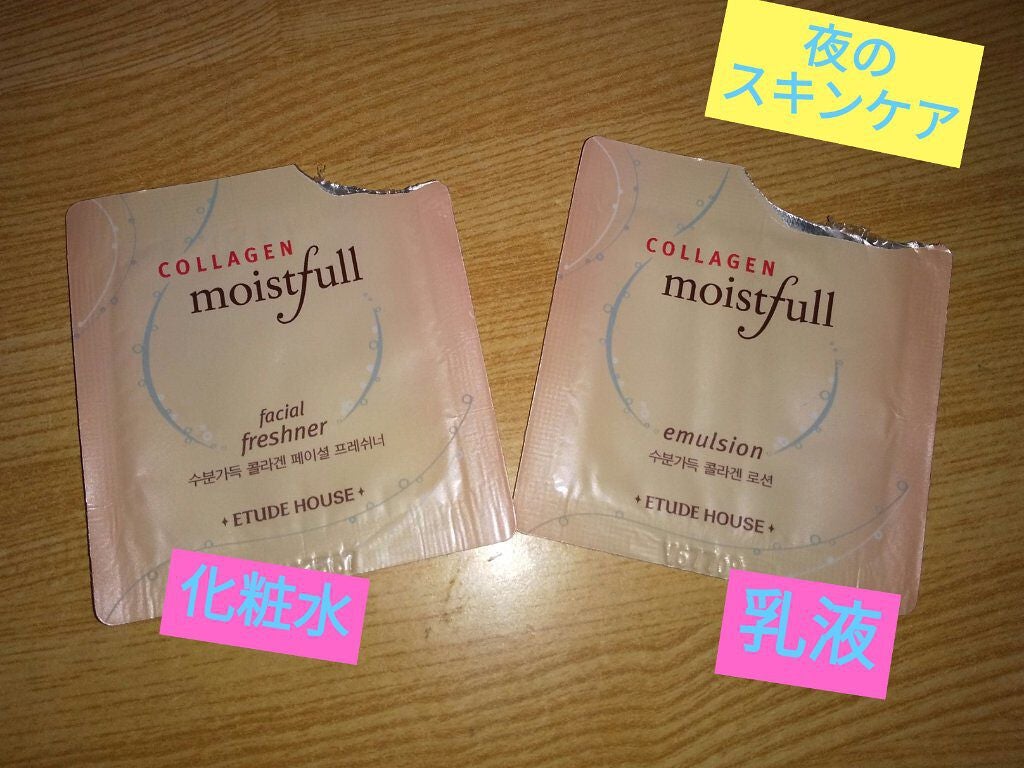 夜の
スキンケア
COLLAGEN
moistfull
facial
freshner
수분가득 콜라겐 페이셜 프레쉬너
ETUDE HOUSE
化粧水
COLLAGEN
moistfull
emulsion
수분가득 콜라겐 로션
ETUDE HOUSE
乳液